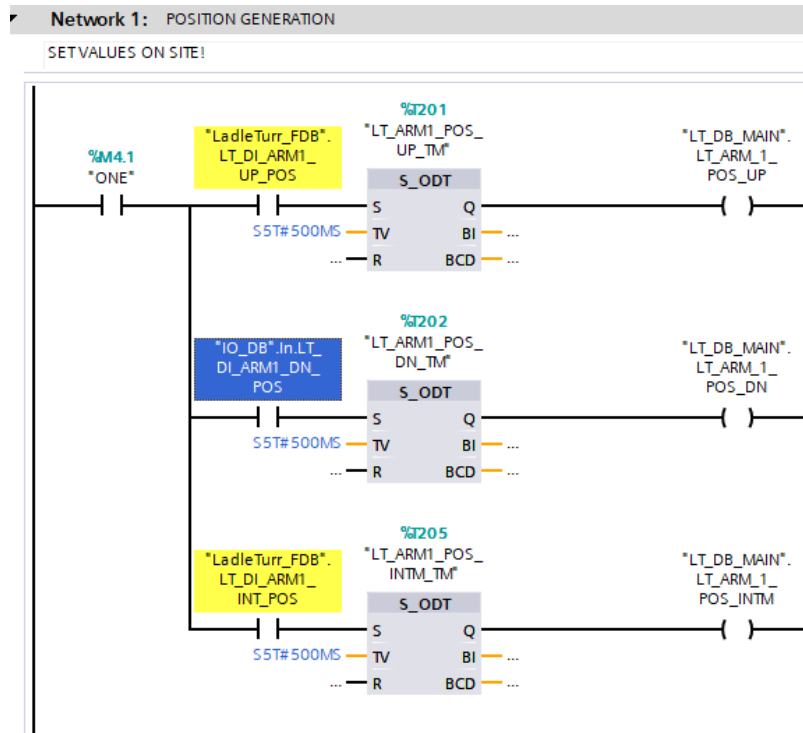 Network 1: POSITION GENERATION
SET VALUES ON SITE!
%M4.1
"ONE"
"LadleTurr_FDB".
LT_DI_ARM1_
UP_POS
%T201
"LT_ARM1_POS_
UP_TM"
S_ODT
S Q
S5T#500MS TV BI ...
... R BCD ...
"LT_DB_MAIN".
LT_ARM_1_
POS_UP
"IO_DB".In.LT_
DI_ARM1_DN_
POS
%T202
"LT_ARM1_POS_
DN_TM"
S_ODT
S Q
S5T#500MS TV BI ...
... R BCD ...
"LT_DB_MAIN".
LT_ARM_1_
POS_DN
"LadleTurr_FDB".
LT_DI_ARM1_
INT_POS
%T205
"LT_ARM1_POS_
INTM_TM"
S_ODT
S Q
S5T#500MS TV BI ...
... R BCD ...
"LT_DB_MAIN".
LT_ARM_1_
POS_INTM